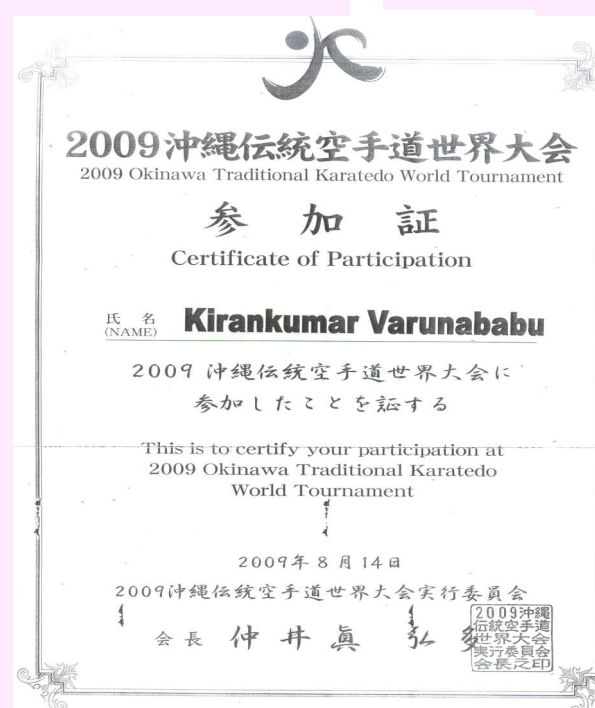 2009沖縄伝統空手道世界大会
2009 Okinawa Traditional Karatedo World Tournament
参加証
Certificate of Participation
氏名
(NAME) Kirankumar Varunababu
2009 沖縄伝統空手道世界大会に
参加したことを証する
This is to certify your participation at
2009 Okinawa Traditional Karatedo
World Tournament
2009年8月14日
2009沖縄伝統空手道世界大会実行委員会
会長 仲井眞 弘多
2009沖縄
伝統空手道
世界大会
実行委員会
会長之印